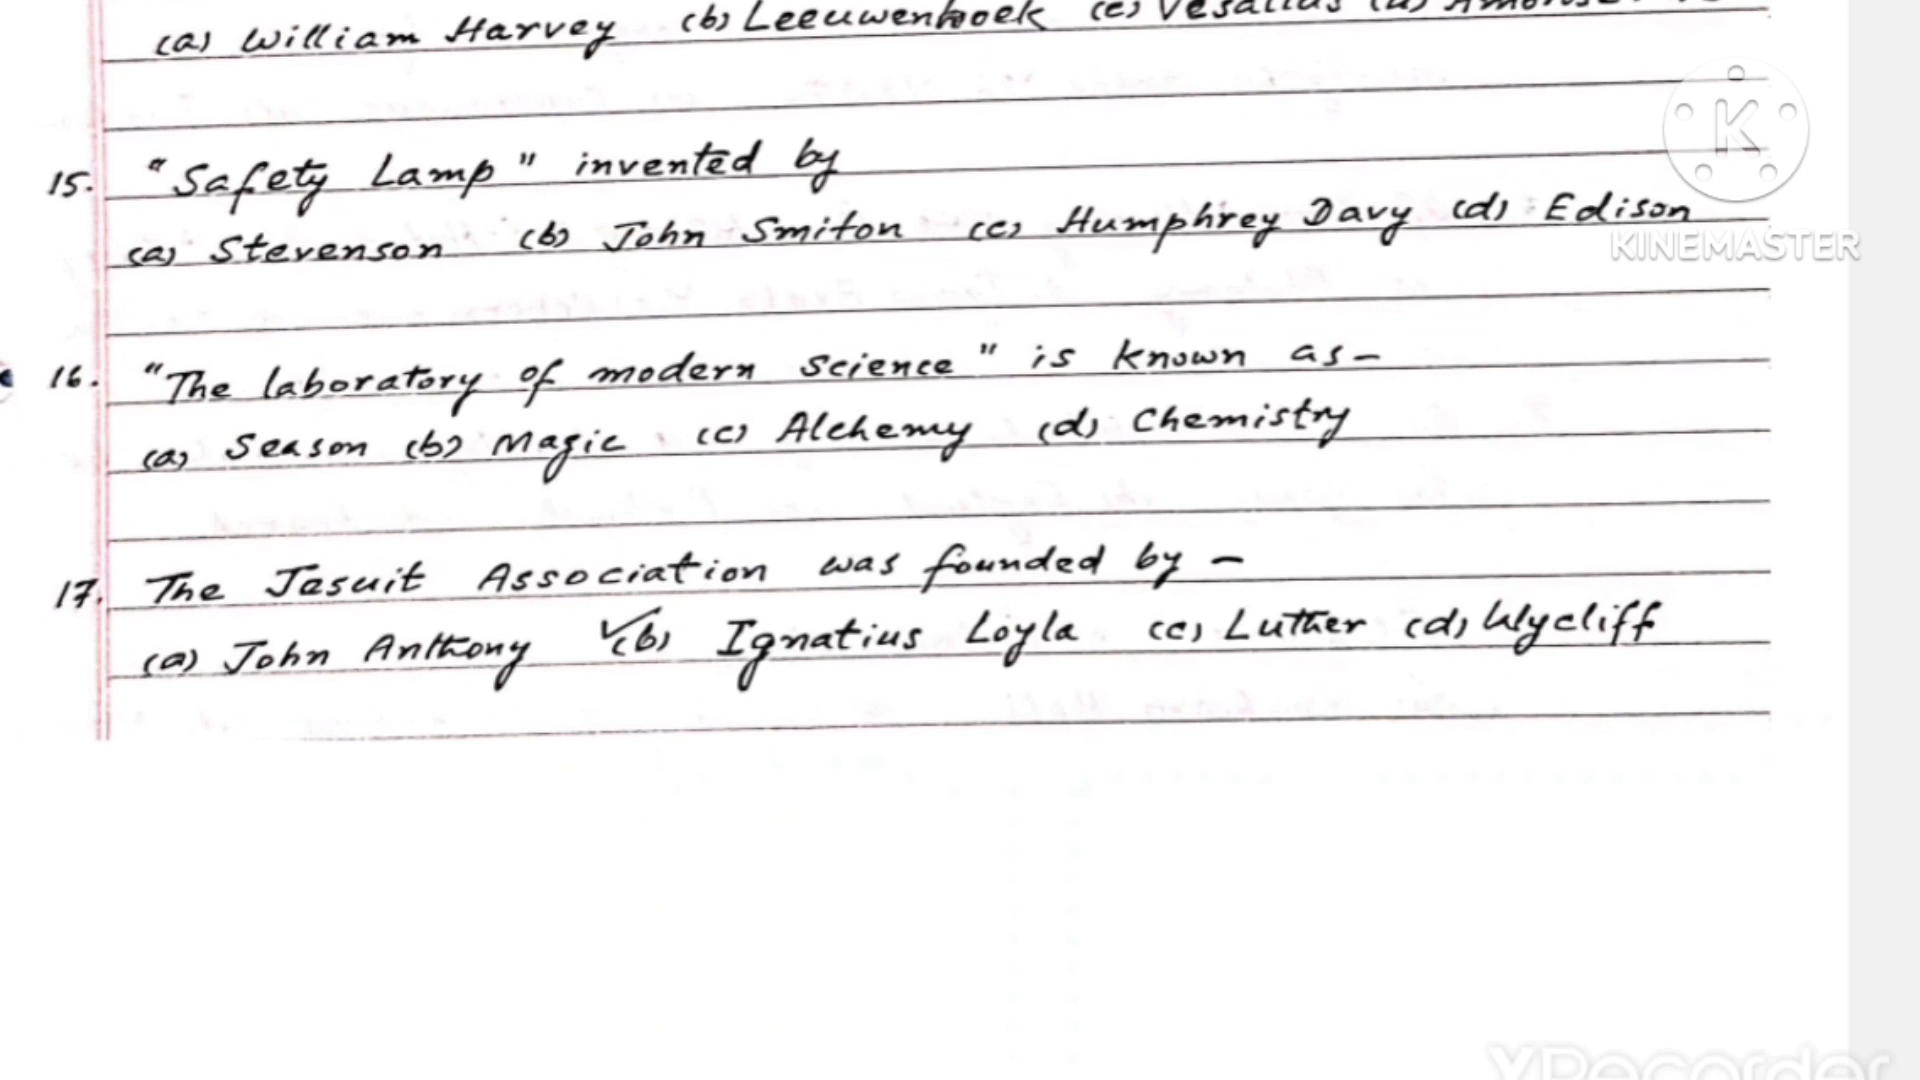 (a) William Harvey (b) Leeuwenhoek (c) Vesalius (d)
15. "Safety Lamp" invented by
(a) Stevenson (b) John Smiton (c) Humphrey Davy (d) Edison
16. "The laboratory of modern science" is known as-
(a) Season (b) Magic (c) Alchemy (d) Chemistry
17. The Jesuit Association was founded by -
(a) John Anthony (b) Ignatius Loyla (c) Luther (d) Wycliff
K
KINEMASTER
XRecorder